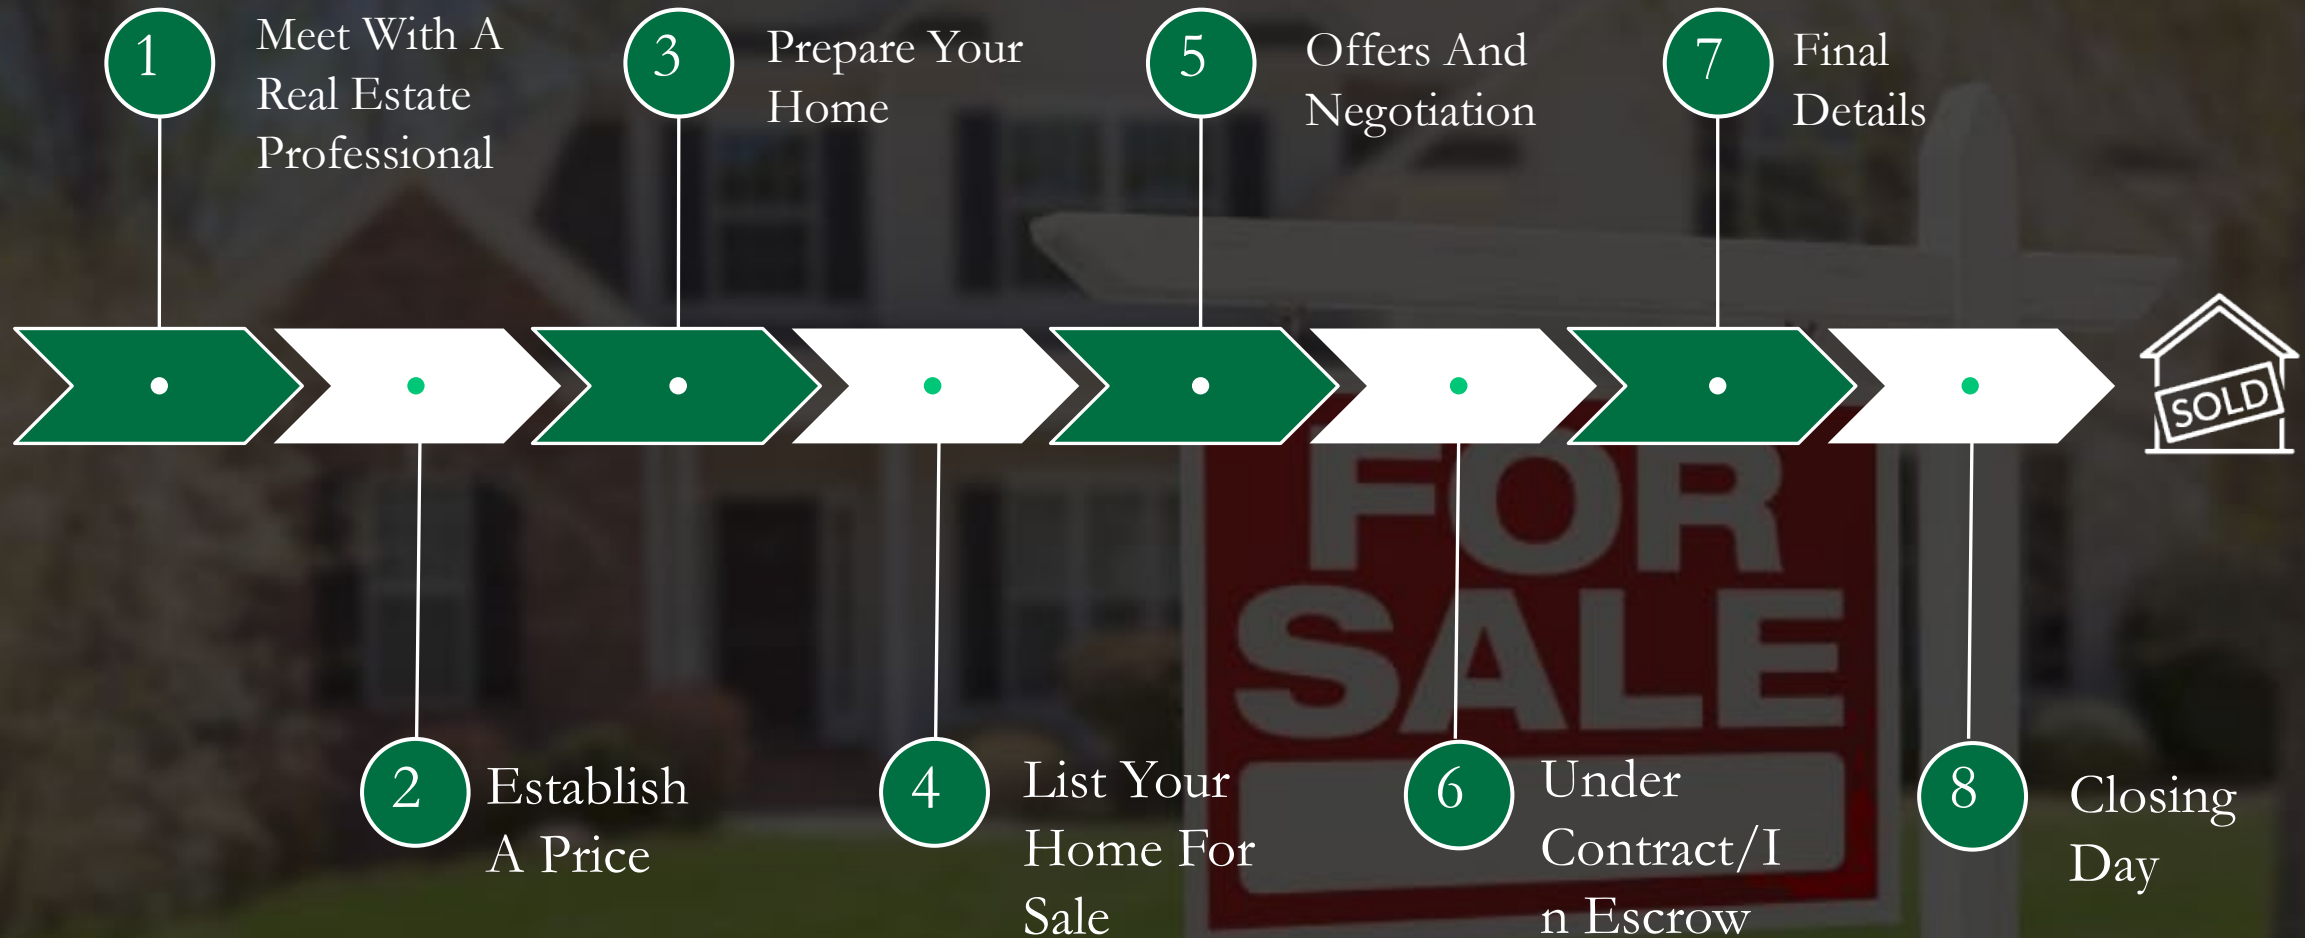 1
Meet With A
Real Estate
Professional
3
Prepare Your
Home
5
Offers And
Negotiation
7
Final
Details
SOLD
FOR
SALE
2
Establish
A Price
4
List Your
Home For
Sale
6
Under
Contract/I
n Escrow
8
Closing
Day